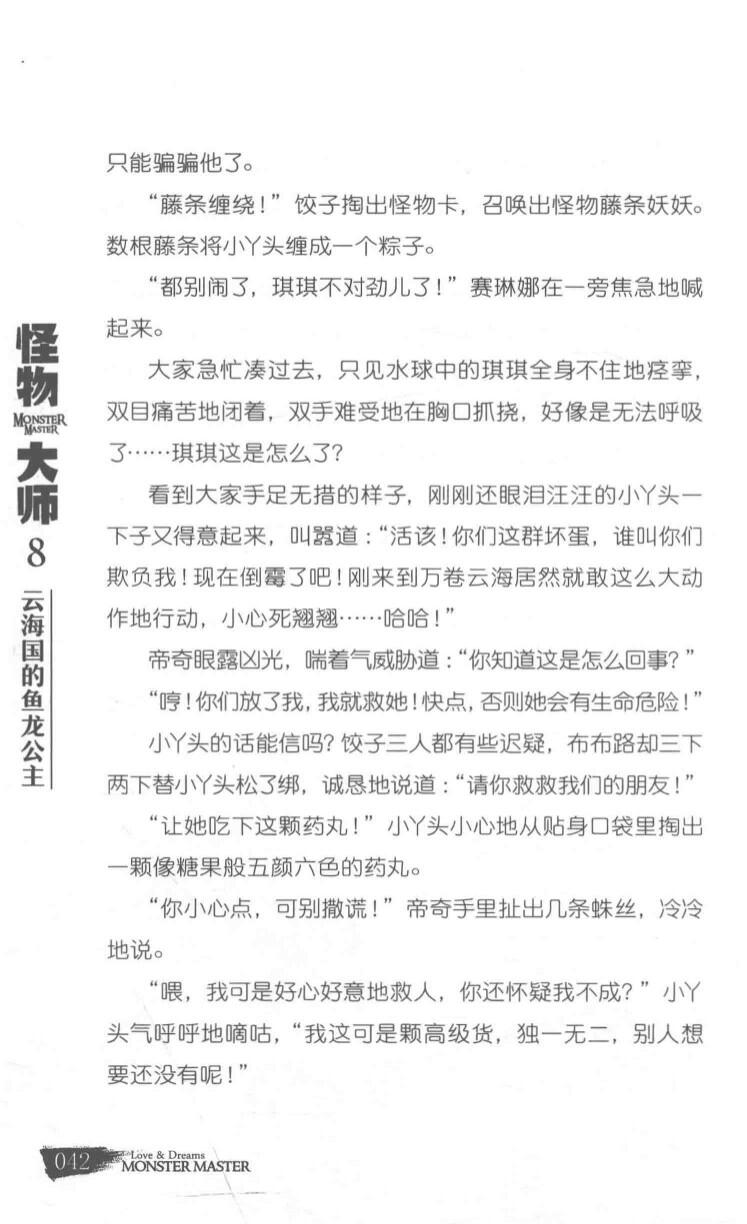 只能骗骗他了。
“藤条缠绕！”饺子掏出怪物卡，召唤出怪物藤条妖妖。
数根藤条将小丫头缠成一个粽子。
“都别闹了，琪琪不对劲儿了！”赛琳娜在一旁焦急地喊
起来。
大家急忙凑过去，只见水球中的琪琪全身不住地痉挛，
双目痛苦地闭着，双手难受地在胸口抓挠，好像是无法呼吸
了……琪琪这是怎么了？
看到大家手足无措的样子，刚刚还眼泪汪汪的小丫头一
下子又得意起来，叫嚣道：“活该！你们这群坏蛋，谁叫你们
欺负我！现在倒霉了吧！刚来到万卷云海居然就敢这么大动
作地行动，小心死翘翘……哈哈！”
帝奇眼露凶光，喘着气威胁道：“你知道这是怎么回事？”
“哼！你们放了我，我就救她！快点，否则她会有生命危险！”
小丫头的话能信吗？饺子三人都有些迟疑，布布路却三下
两下替小丫头松了绑，诚恳地说道：“请你救救我们的朋友！”
“让她吃下这颗药丸！”小丫头小心地从贴身口袋里掏出
一颗像糖果般五颜六色的药丸。
“你小心点，可别撒谎！”帝奇手里扯出几条蛛丝，冷冷
地说。
“喂，我可是好心好意地救人，你还怀疑我不成？”小丫
头气呼呼地嘀咕，“我这可是颗高级货，独一无二，别人想
要还没有呢！”
怪物
MONSTER
MASTER
大师
8
云海国的鱼龙公主
042
Love & Dreams
MONSTER MASTER